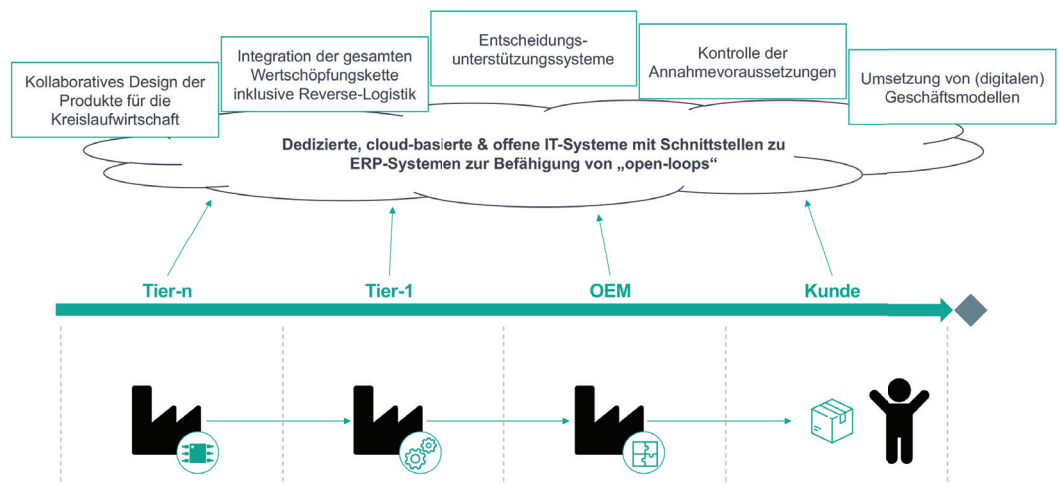 Kollaboratives Design der
Produkte für die
Kreislaufwirtschaft
Integration der gesamten
Wertschöpfungskette
inklusive Reverse-Logistik
Entscheidungs-
unterstützungssysteme
Kontrolle der
Annahmevoraussetzungen
Umsetzung von (digitalen)
Geschäftsmodellen
Dedizierte, cloud-basierte & offene IT-Systeme mit Schnittstellen zu
ERP-Systemen zur Befähigung von „open-loops“
Tier-n
Tier-1
OEM
Kunde